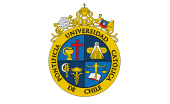 PONTIFICIA UNIVERSIDAD CATOLICA
DE CHILE